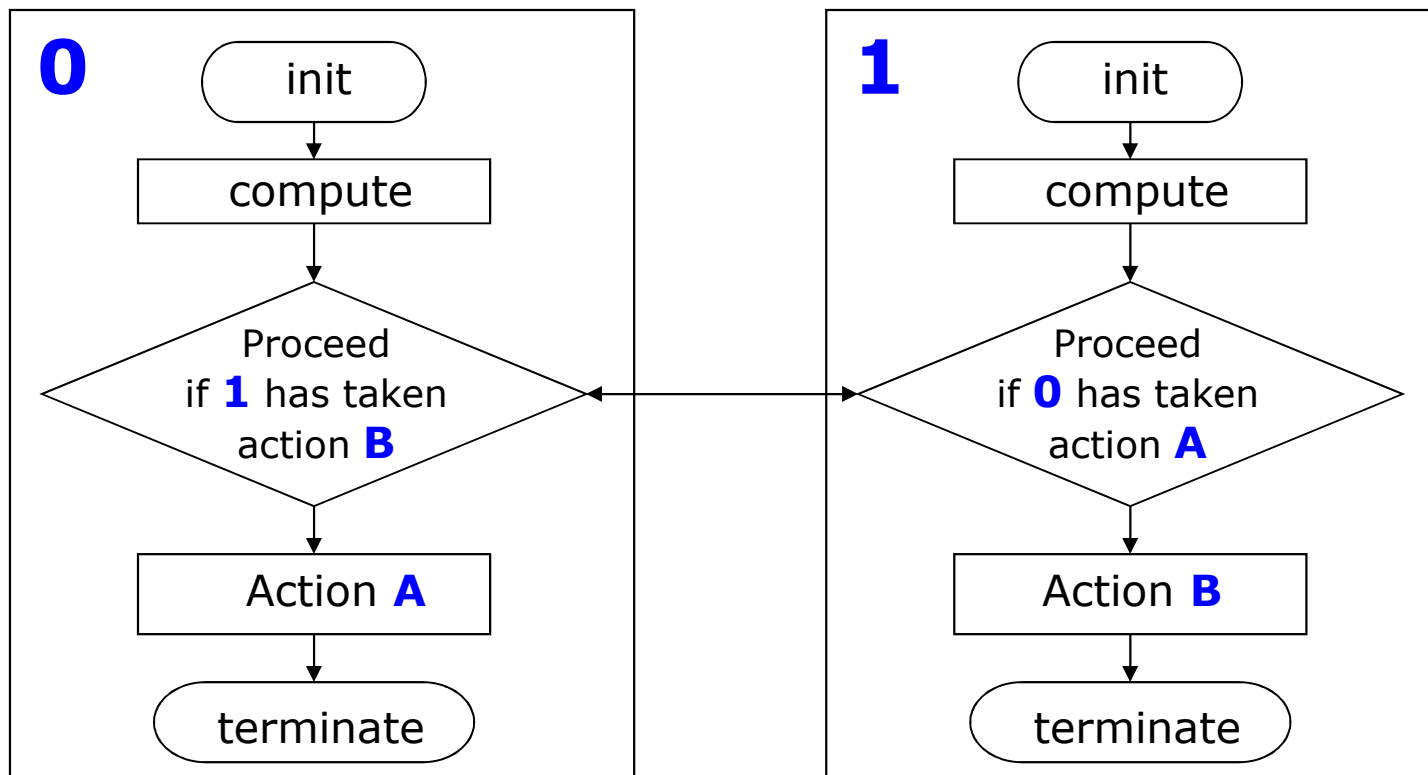 0
init
compute
Proceed
if 1 has taken
action B
Action A
terminate
1
init
compute
Proceed
if 0 has taken
action A
Action B
terminate